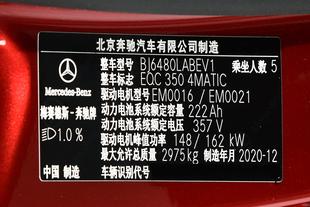 北京奔驰汽车有限公司制造
整车型号 BJ6480LABEV1 乘坐人数 5
整车标志 EQC 350 4MATIC
Mercedes-Benz
驱动电机型号 EM0016 / EM0021
梅赛德斯-奔驰牌
动力电池系统额定容量 222Ah
动力电池系统额定电压 357 V
1.0 %
驱动电机峰值功率 148 / 162 kW
最大允许总质量 2975kg 制造年月 2020-12
中国 制造 车辆识别代号